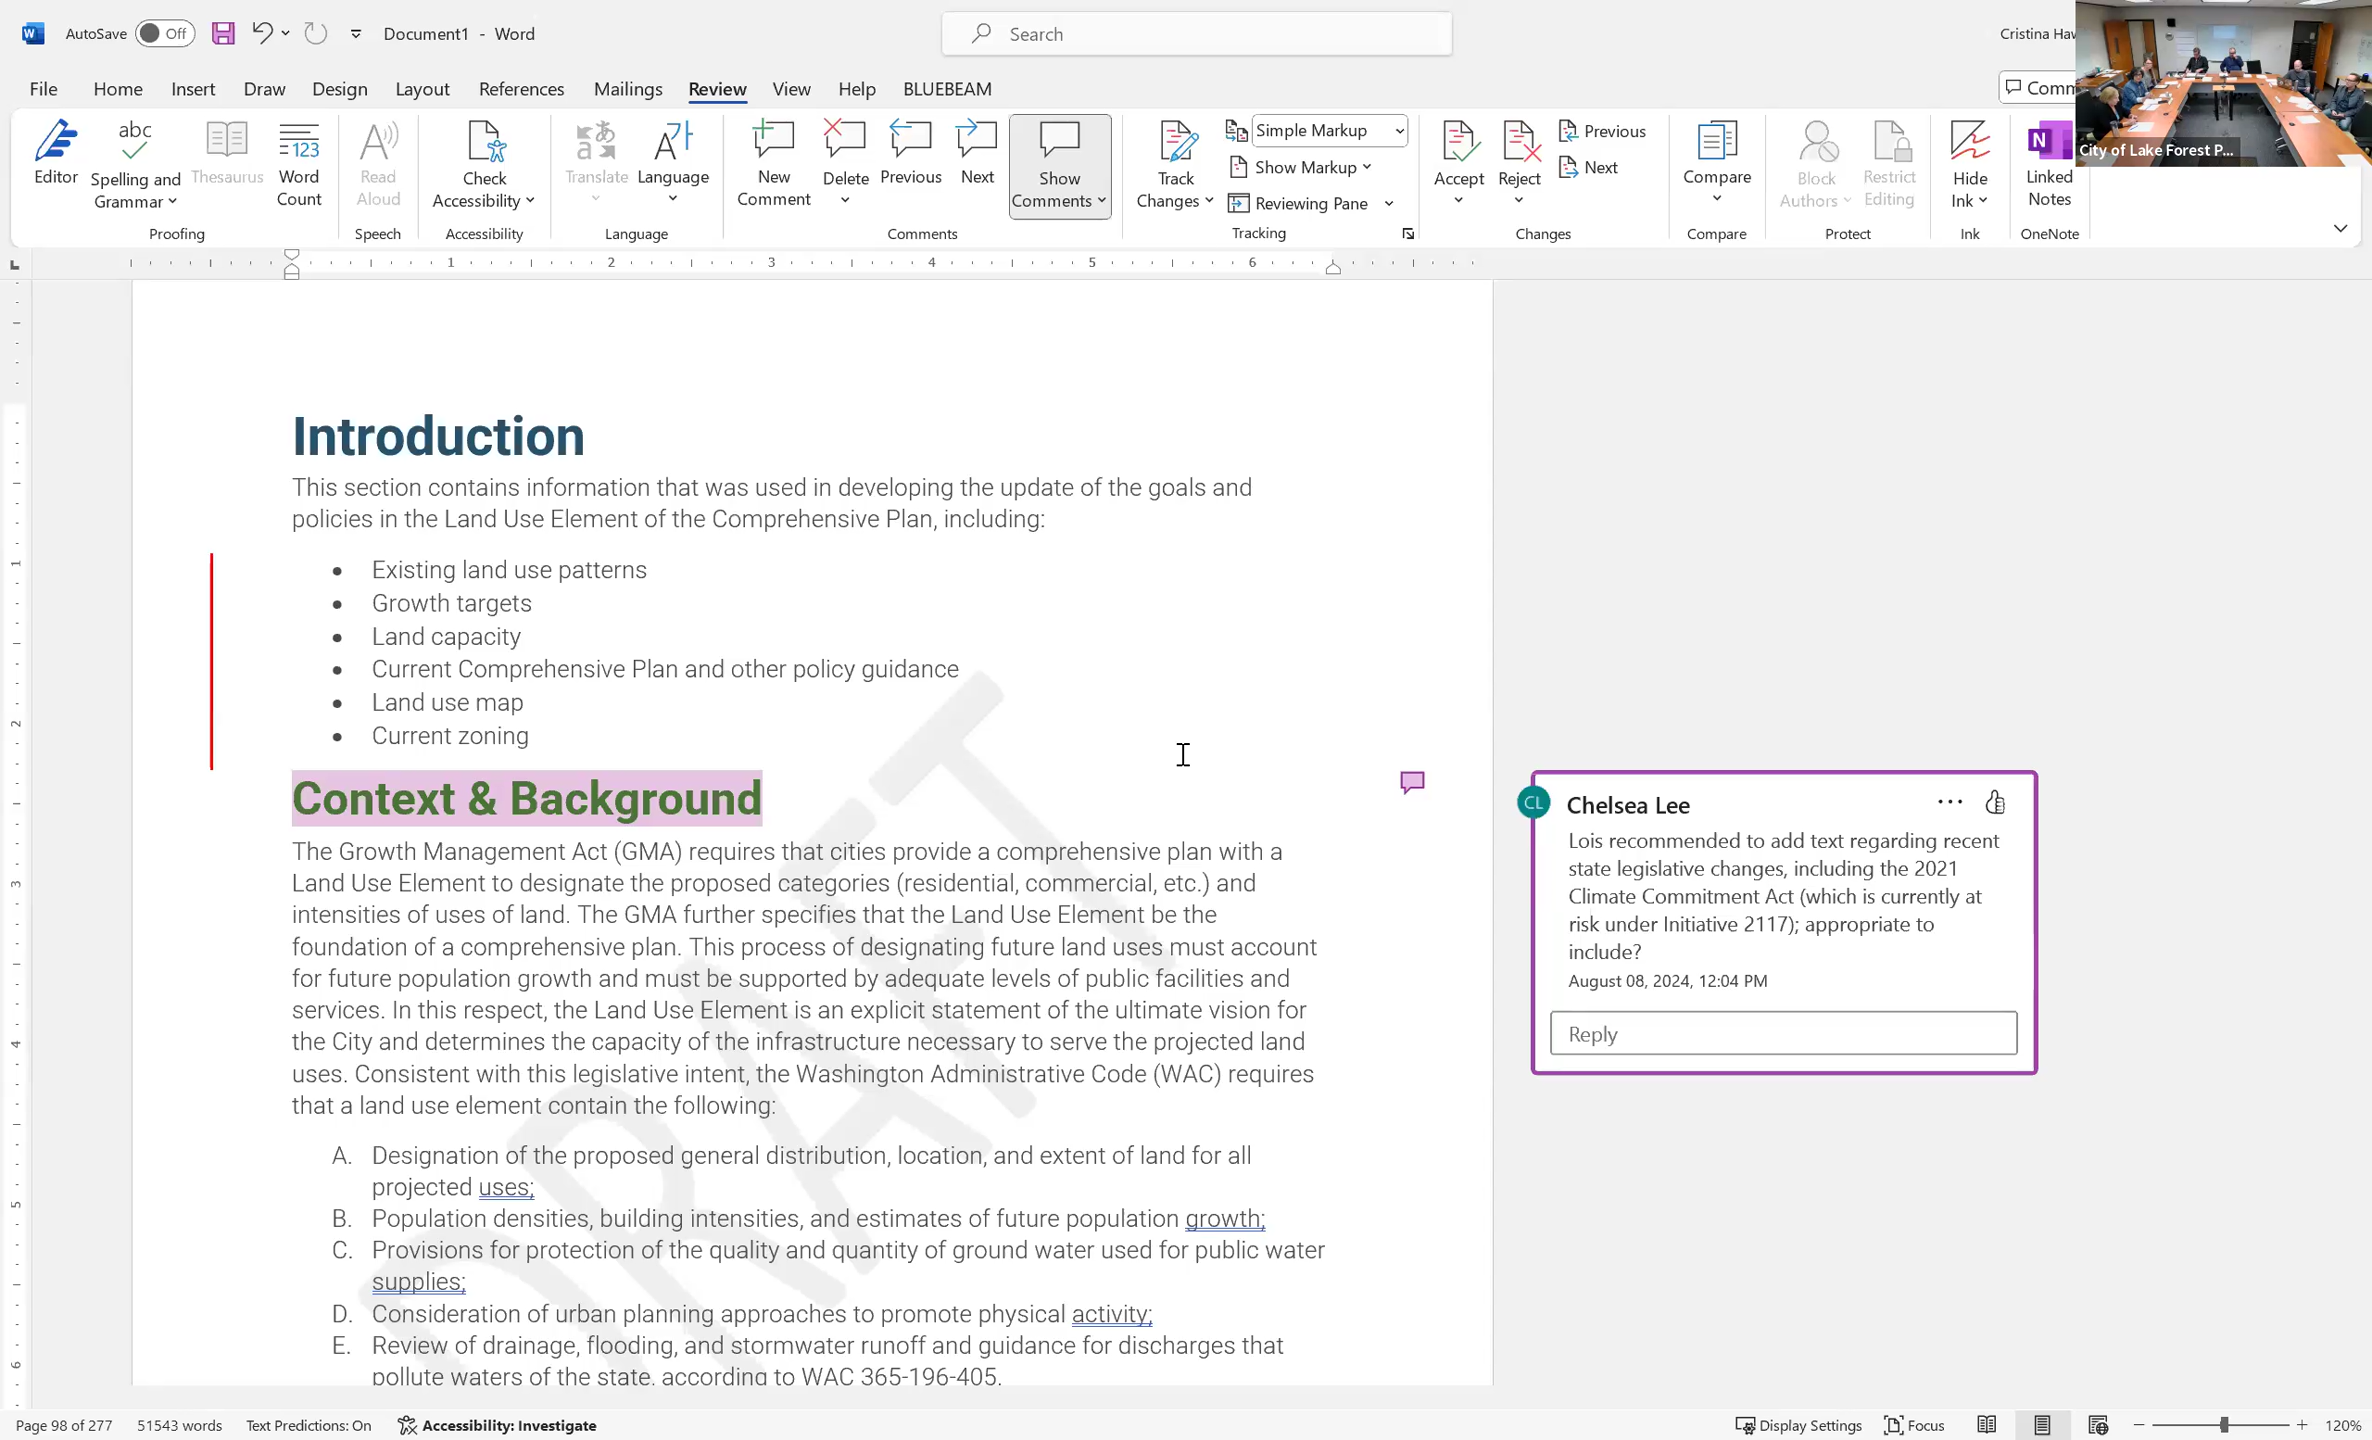 AutoSave Off Document1 - Word Search Cristina Haw
File Home Insert Draw Design Layout References Mailings Review View Help BLUEBEAM Comm
Editor
Spelling and Grammar
Thesaurus
Word Count
Proofing
Read Aloud
Speech
Check Accessibility
Accessibility
Translate
Language
Language
New Comment
Delete
Previous
Next
Show Comments
Comments
Track Changes
Simple Markup
Show Markup
Reviewing Pane
Tracking
Accept
Reject
Previous
Next
Changes
Compare
Compare
Block Authors
Restrict Editing
Protect
Hide Ink
Ink
Linked Notes
OneNote
City of Lake Forest P...
1 2 3 4 5 6
Introduction
This section contains information that was used in developing the update of the goals and
policies in the Land Use Element of the Comprehensive Plan, including:
• Existing land use patterns
• Growth targets
• Land capacity
• Current Comprehensive Plan and other policy guidance
• Land use map
• Current zoning
Context & Background
The Growth Management Act (GMA) requires that cities provide a comprehensive plan with a
Land Use Element to designate the proposed categories (residential, commercial, etc.) and
intensities of uses of land. The GMA further specifies that the Land Use Element be the
foundation of a comprehensive plan. This process of designating future land uses must account
for future population growth and must be supported by adequate levels of public facilities and
services. In this respect, the Land Use Element is an explicit statement of the ultimate vision for
the City and determines the capacity of the infrastructure necessary to serve the projected land
uses. Consistent with this legislative intent, the Washington Administrative Code (WAC) requires
that a land use element contain the following:
A. Designation of the proposed general distribution, location, and extent of land for all
projected uses;
B. Population densities, building intensities, and estimates of future population growth;
C. Provisions for protection of the quality and quantity of ground water used for public water
supplies;
D. Consideration of urban planning approaches to promote physical activity;
E. Review of drainage, flooding, and stormwater runoff and guidance for discharges that
pollute waters of the state, according to WAC 365-196-405.
DRAFT
CL Chelsea Lee
Lois recommended to add text regarding recent
state legislative changes, including the 2021
Climate Commitment Act (which is currently at
risk under Initiative 2117); appropriate to
include?
August 08, 2024, 12:04 PM
Reply
1
2
3
4
5
6
Page 98 of 277 51543 words Text Predictions: On Accessibility: Investigate Display Settings Focus 120%